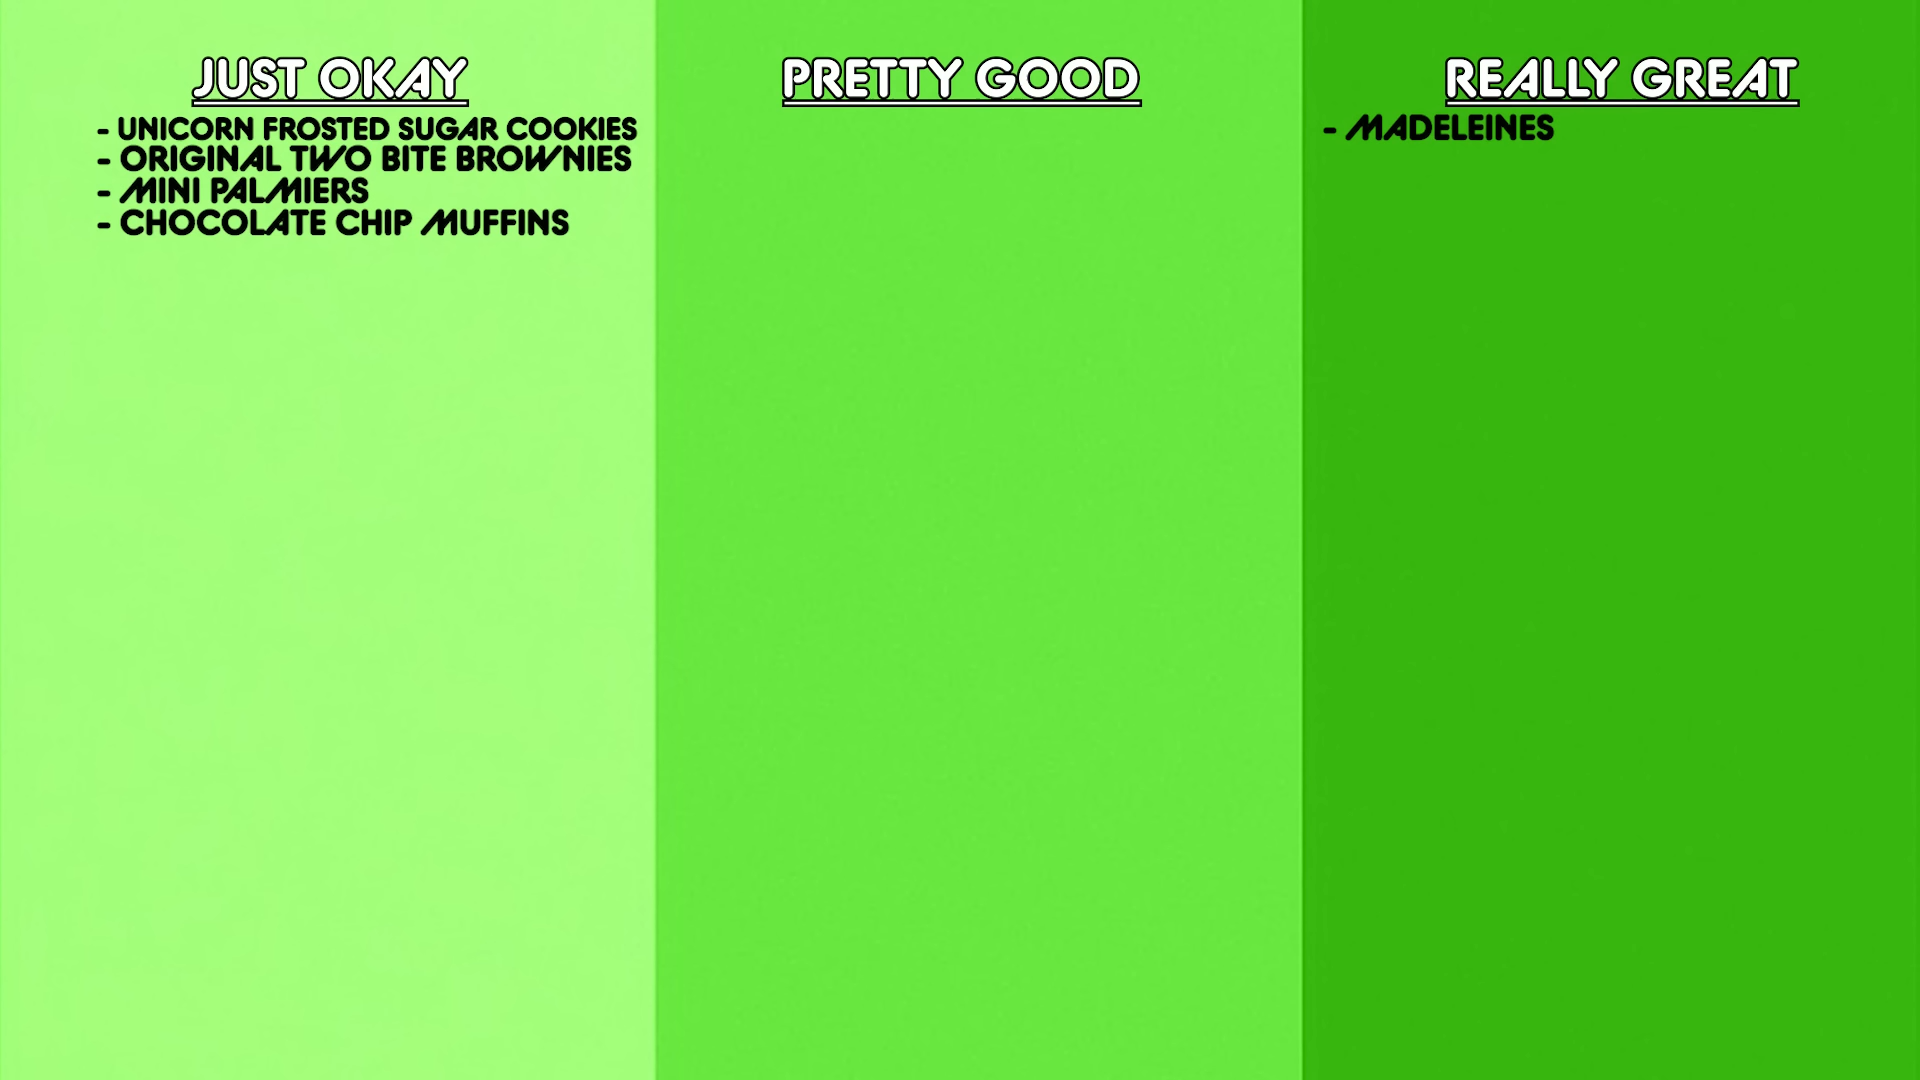 JUST OKAY
- UNICORN FROSTED SUGAR COOKIES
- ORIGINAL TWO BITE BROWNIES
- MINI PALMIERS
- CHOCOLATE CHIP MUFFINS
PRETTY GOOD
REALLY GREAT
- MADELEINES